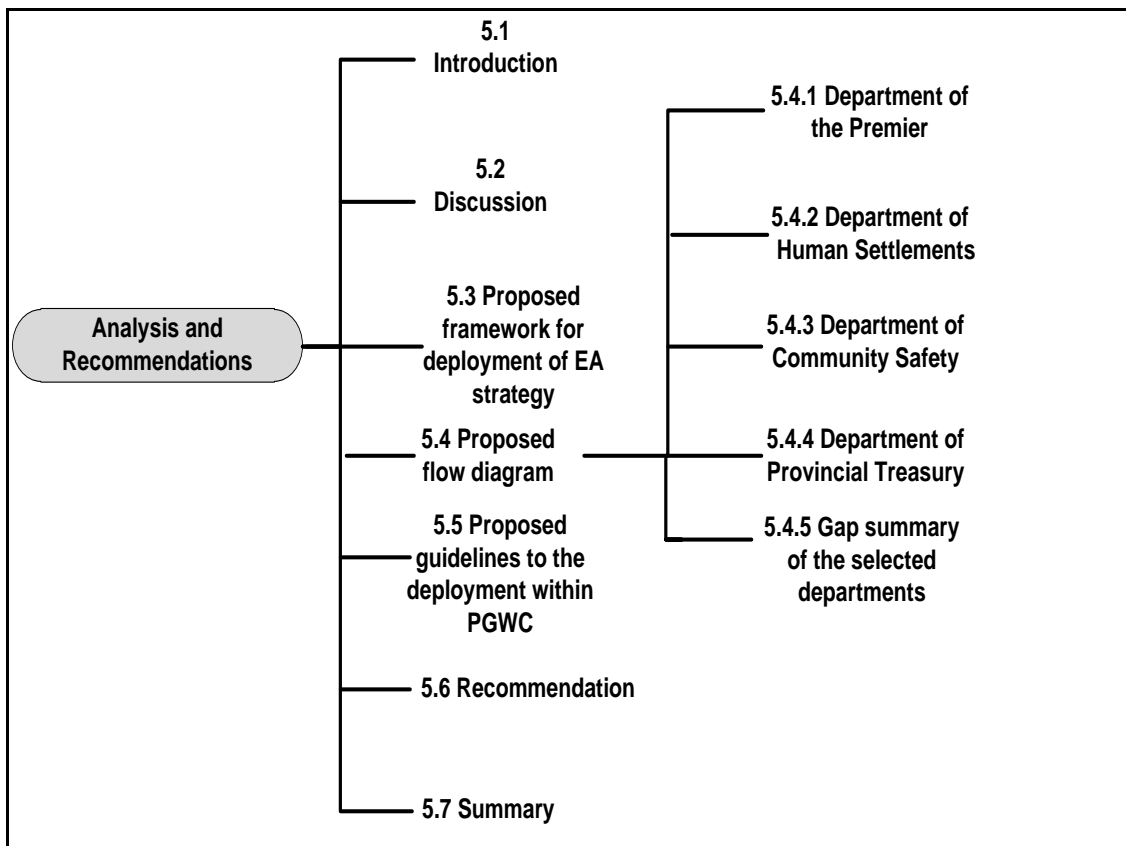 Analysis and
Recommendations
5.1
Introduction
5.2
Discussion
5.3 Proposed
framework for
deployment of EA
strategy
5.4 Proposed
flow diagram
5.4.1 Department of
the Premier
5.4.2 Department of
Human Settlements
5.4.3 Department of
Community Safety
5.4.4 Department of
Provincial Treasury
5.4.5 Gap summary
of the selected
departments
5.5 Proposed
guidelines to the
deployment within
PGWC
5.6 Recommendation
5.7 Summary